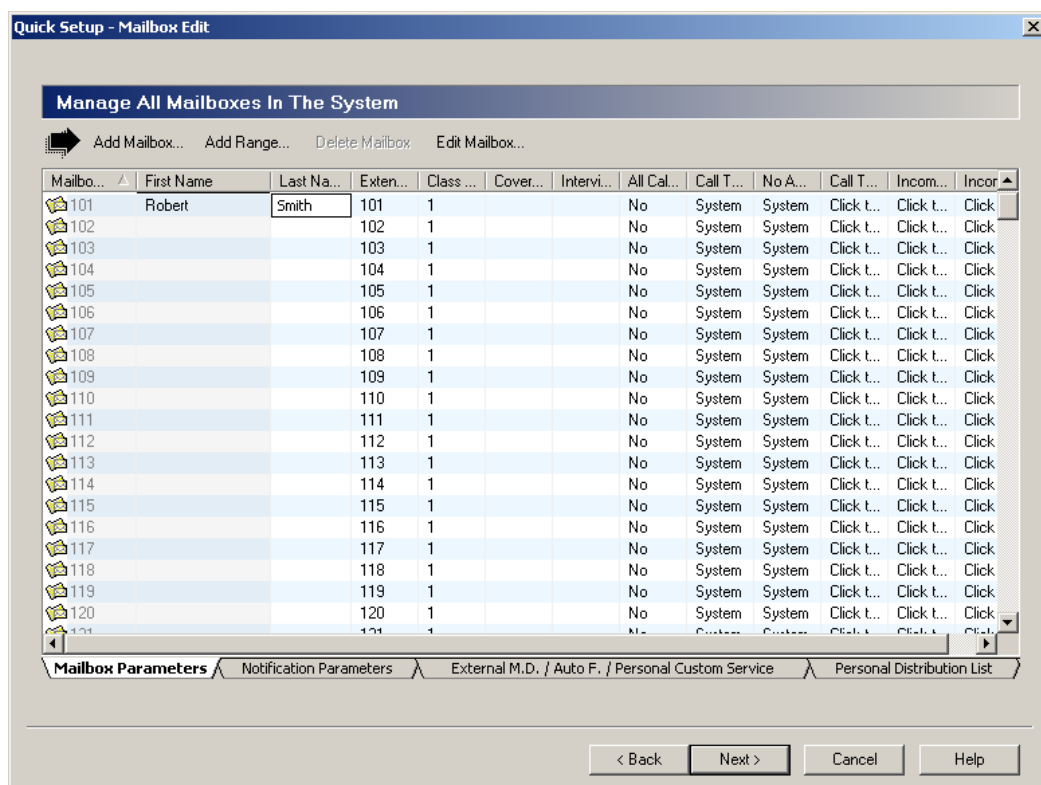 Quick Setup - Mailbox Edit
Manage All Mailboxes In The System
Add Mailbox... Add Range... Delete Mailbox Edit Mailbox...
Mailbo... First Name Last Na... Exten... Class ... Cover... Intervi... All Cal... Call T... No A... Call T... Incom... Incor
101 Robert Smith 101 1 No System System Click t... Click t... Click
102 102 1 No System System Click t... Click t... Click
103 103 1 No System System Click t... Click t... Click
104 104 1 No System System Click t... Click t... Click
105 105 1 No System System Click t... Click t... Click
106 106 1 No System System Click t... Click t... Click
107 107 1 No System System Click t... Click t... Click
108 108 1 No System System Click t... Click t... Click
109 109 1 No System System Click t... Click t... Click
110 110 1 No System System Click t... Click t... Click
111 111 1 No System System Click t... Click t... Click
112 112 1 No System System Click t... Click t... Click
113 113 1 No System System Click t... Click t... Click
114 114 1 No System System Click t... Click t... Click
115 115 1 No System System Click t... Click t... Click
116 116 1 No System System Click t... Click t... Click
117 117 1 No System System Click t... Click t... Click
118 118 1 No System System Click t... Click t... Click
119 119 1 No System System Click t... Click t... Click
120 120 1 No System System Click t... Click t... Click
121 121 1 No System System Click t... Click t... Click
Mailbox Parameters Notification Parameters External M.D. / Auto F. / Personal Custom Service Personal Distribution List
< Back Next > Cancel Help